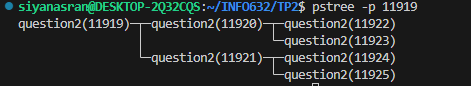 siyanasran@DESKTOP-2Q32CQS:~/INFO632/TP2$ pstree -p 11919
question2(11919)─┬─question2(11920)─┬─question2(11922)
                 │                  └─question2(11923)
                 └─question2(11921)─┬─question2(11924)
                                    └─question2(11925)